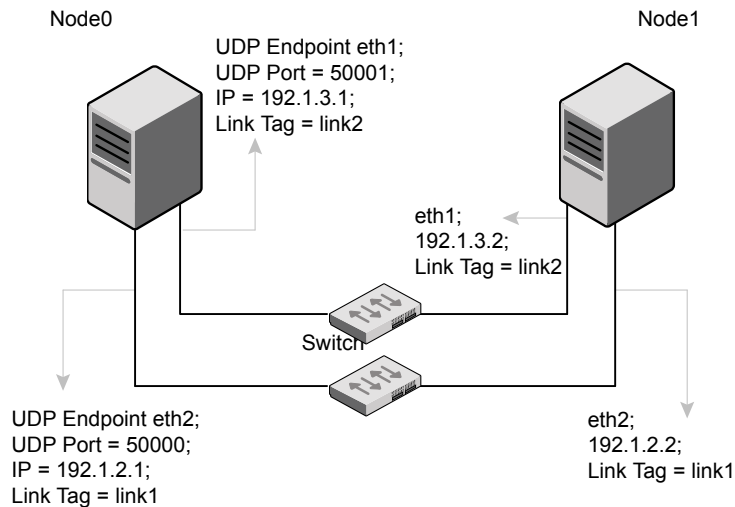 Node0
Node1
UDP Endpoint eth1;
UDP Port = 50001;
IP = 192.1.3.1;
Link Tag = link2
eth1;
192.1.3.2;
Link Tag = link2
Switch
UDP Endpoint eth2;
UDP Port = 50000;
IP = 192.1.2.1;
Link Tag = link1
eth2;
192.1.2.2;
Link Tag = link1